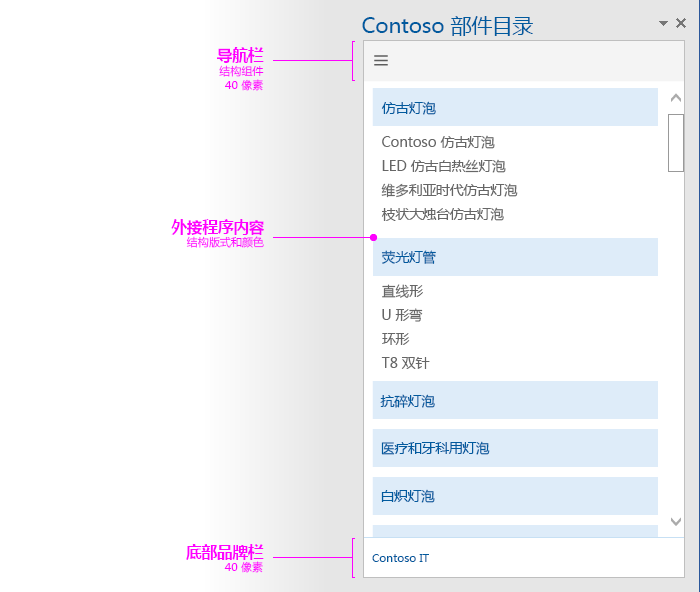 Contoso 部件目录
导航栏
结构组件
40 像素
仿古灯泡
Contoso 仿古灯泡
LED 仿古白热丝灯泡
维多利亚时代仿古灯泡
枝状大烛台仿古灯泡
外接程序内容
结构版式和颜色
荧光灯管
直线形
U 形弯
环形
T8 双针
抗碎灯泡
医疗和牙科用灯泡
白炽灯泡
底部品牌栏
40 像素
Contoso IT